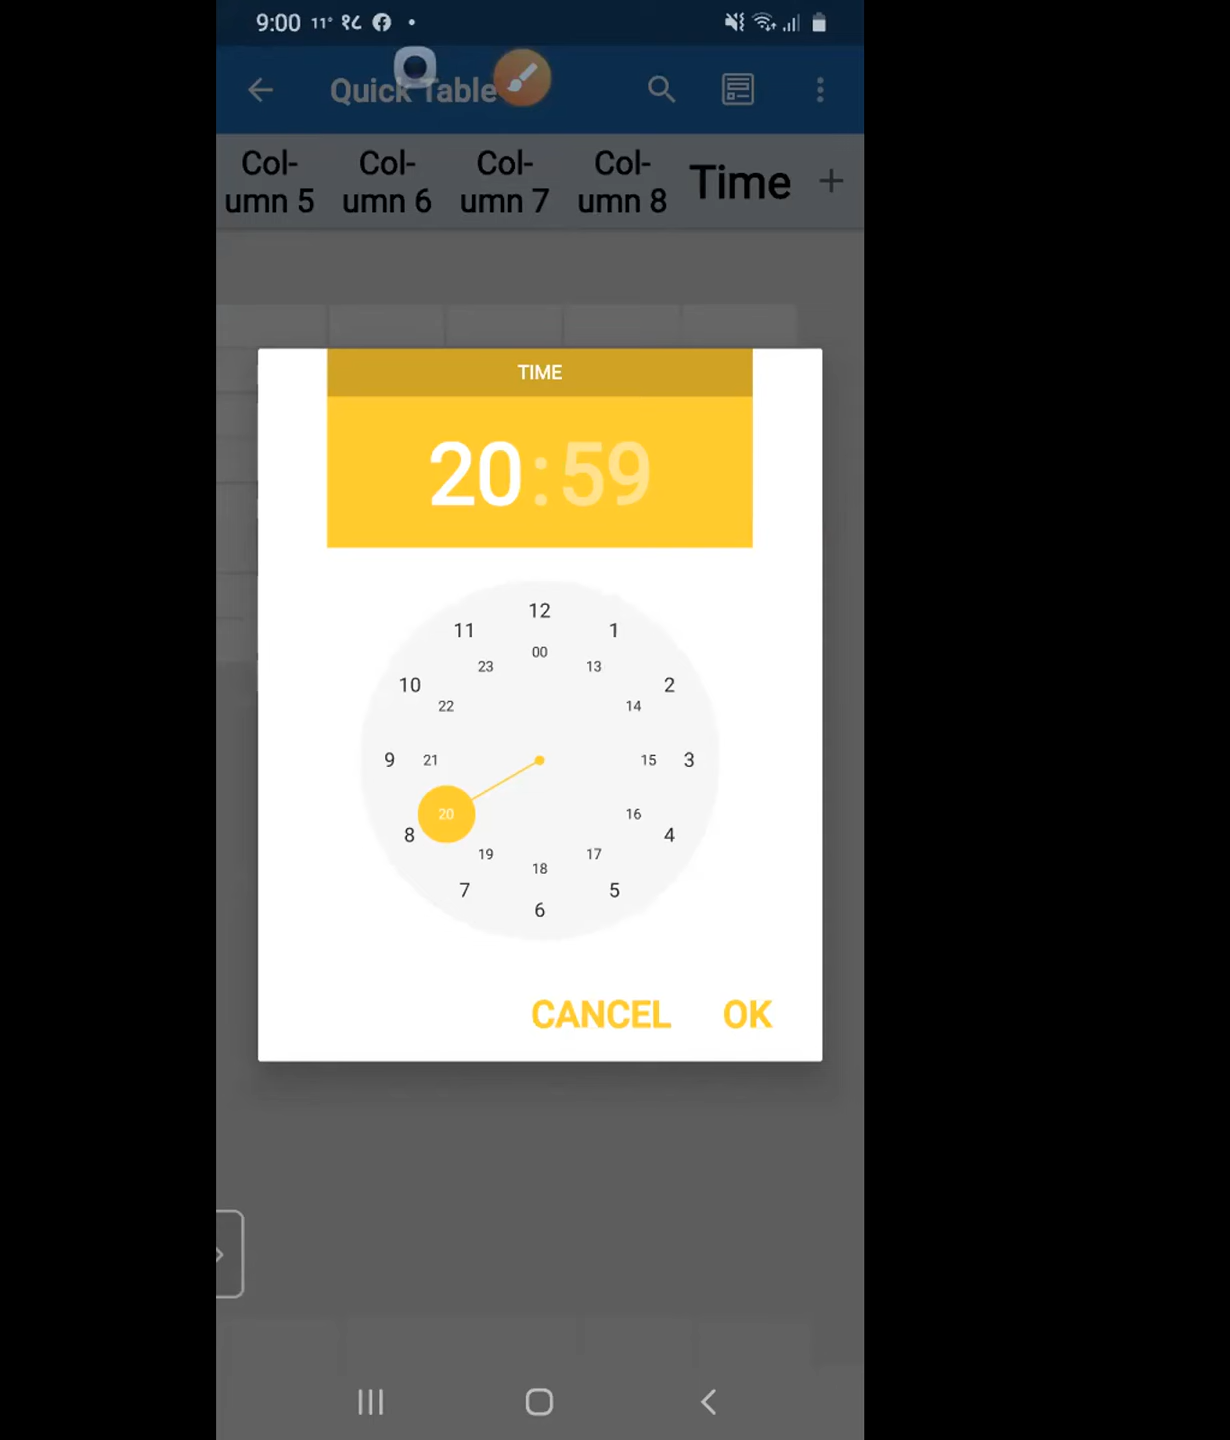 9:00 11° १८
Quick Table
Col-
umn 5
Col-
umn 6
Col-
umn 7
Col-
umn 8
Time
TIME
20:59
12
11
1
00
23
13
10
2
22
14
9
21
15
3
20
16
8
4
19
17
18
7
5
6
CANCEL OK